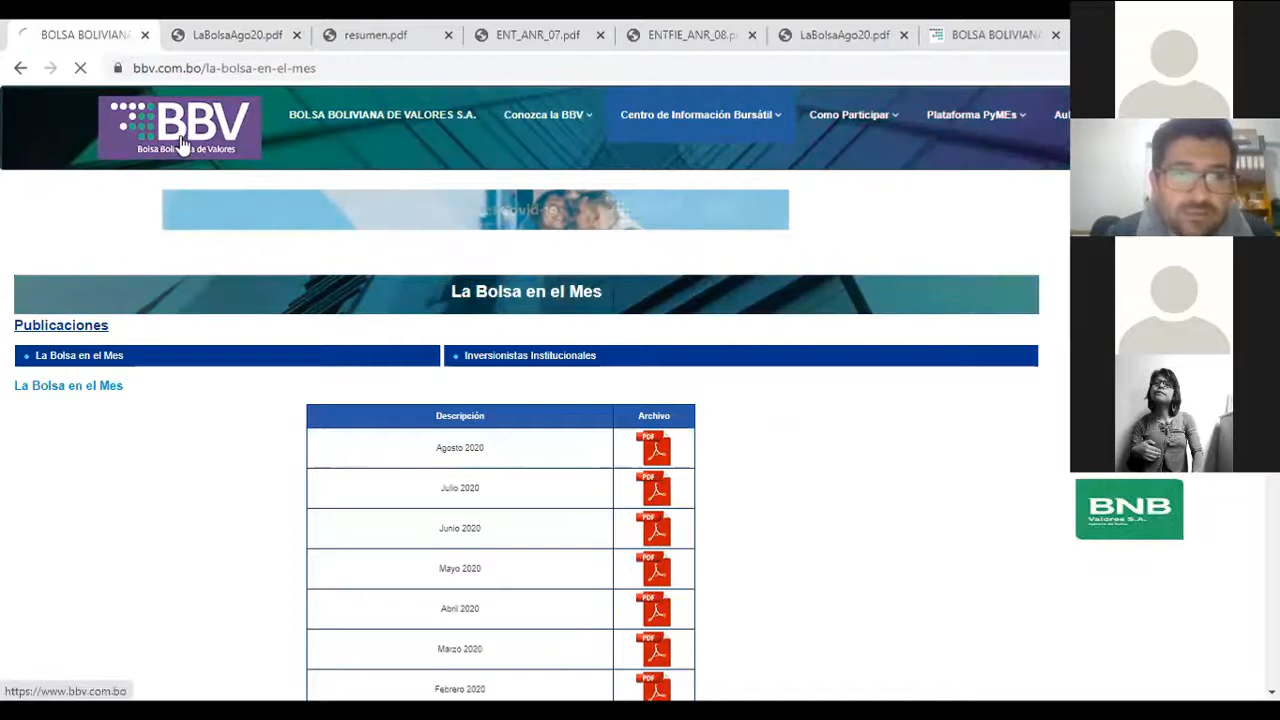 BOLSA BOLIVIANA
LaBolsaAgo20.pdf
resumen.pdf
ENT_ANR_07.pdf
ENTFIE_ANR_08.p
LaBolsaAgo20.pdf
BOLSA BOLIVIAN
bbv.com.bo/la-bolsa-en-el-mes
BBV
Bolsa Boliviana de Valores
BOLSA BOLIVIANA DE VALORES S.A.
Conozca la BBV
Centro de Información Bursátil
Como Participar
Plataforma PyMEs
Au
La Bolsa en el Mes
Publicaciones
La Bolsa en el Mes
Inversionistas Institucionales
La Bolsa en el Mes
Descripción
Archivo
Agosto 2020
PDF
Julio 2020
PDF
Junio 2020
PDF
Mayo 2020
PDF
Abril 2020
PDF
Marzo 2020
PDF
Febrero 2020
PDF
https://www.bbv.com.bo
BNB
Valores S.A.